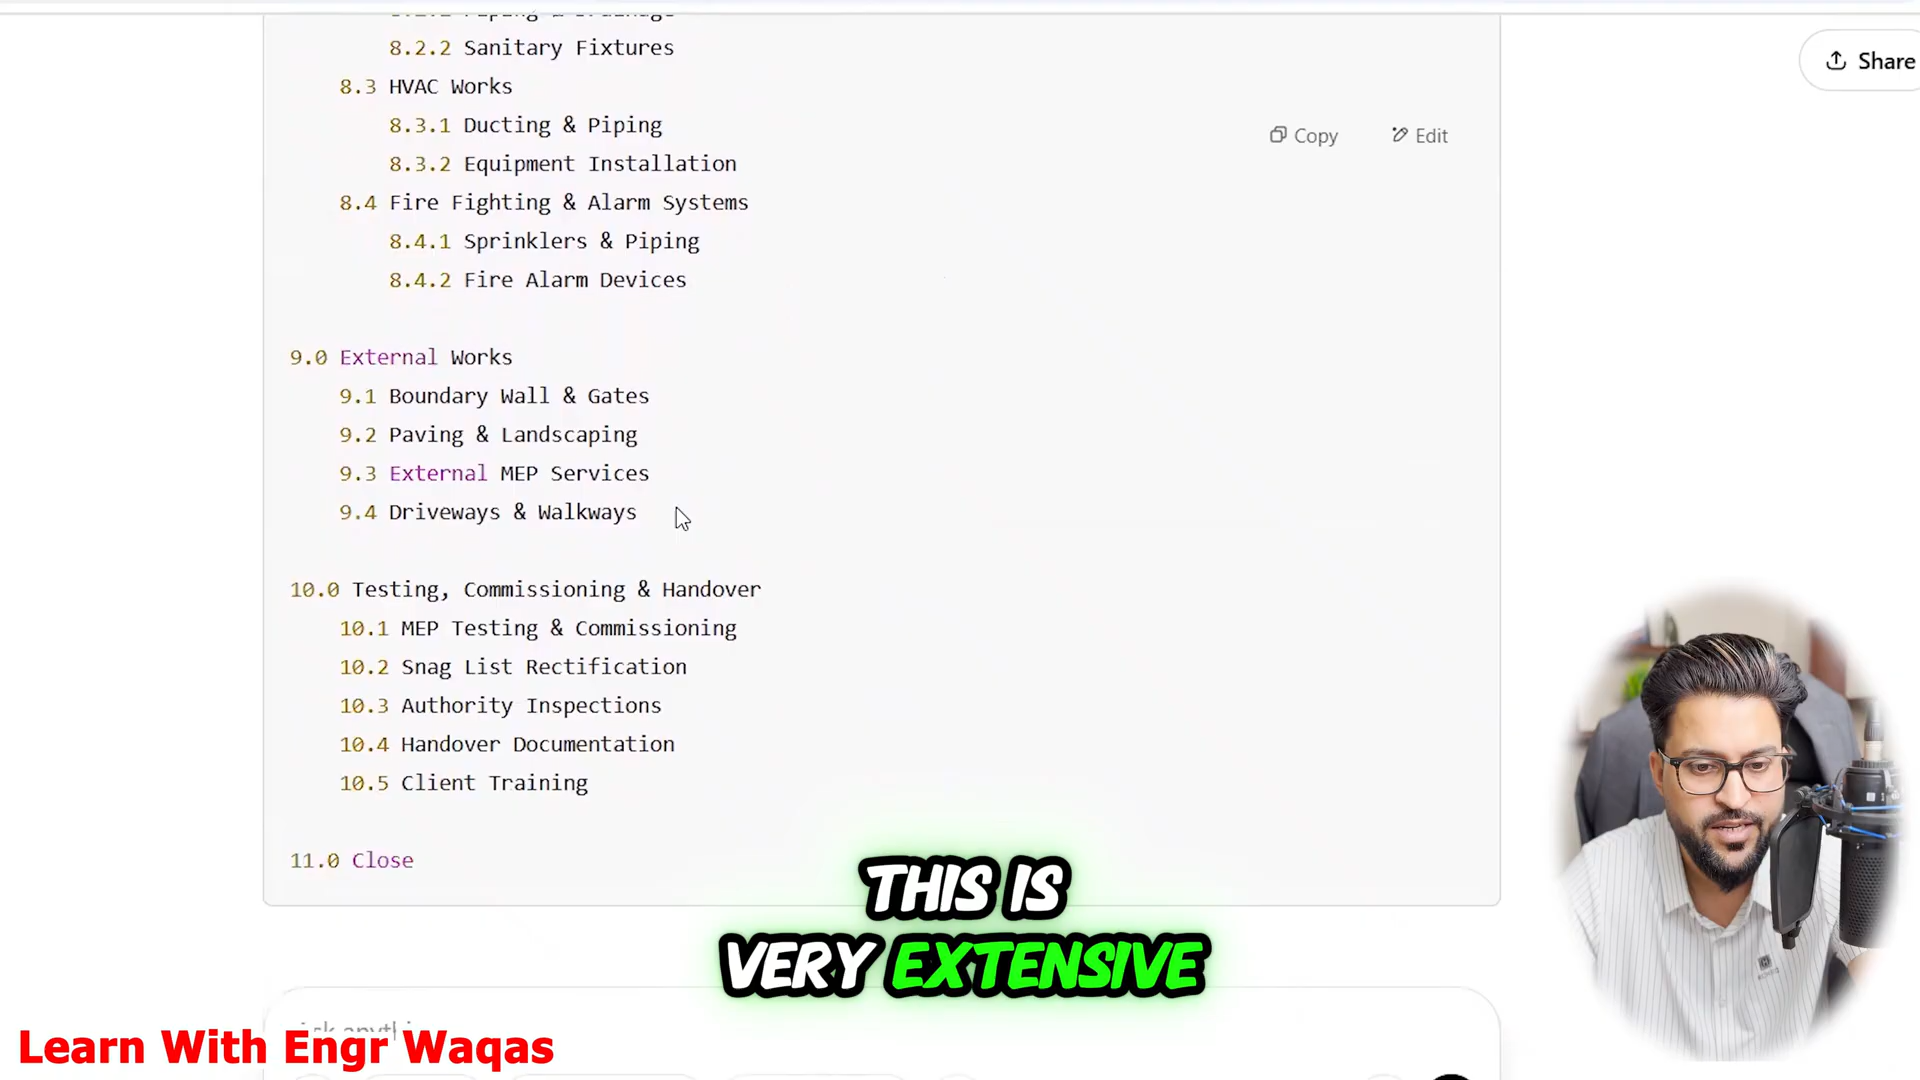 8.2.2 Sanitary Fixtures
8.3 HVAC Works
8.3.1 Ducting & Piping
8.3.2 Equipment Installation
8.4 Fire Fighting & Alarm Systems
8.4.1 Sprinklers & Piping
8.4.2 Fire Alarm Devices
9.0 External Works
9.1 Boundary Wall & Gates
9.2 Paving & Landscaping
9.3 External MEP Services
9.4 Driveways & Walkways
10.0 Testing, Commissioning & Handover
10.1 MEP Testing & Commissioning
10.2 Snag List Rectification
10.3 Authority Inspections
10.4 Handover Documentation
10.5 Client Training
11.0 Close
Share
Copy Edit
THIS IS
VERY EXTENSIVE
Learn With Engr Waqas